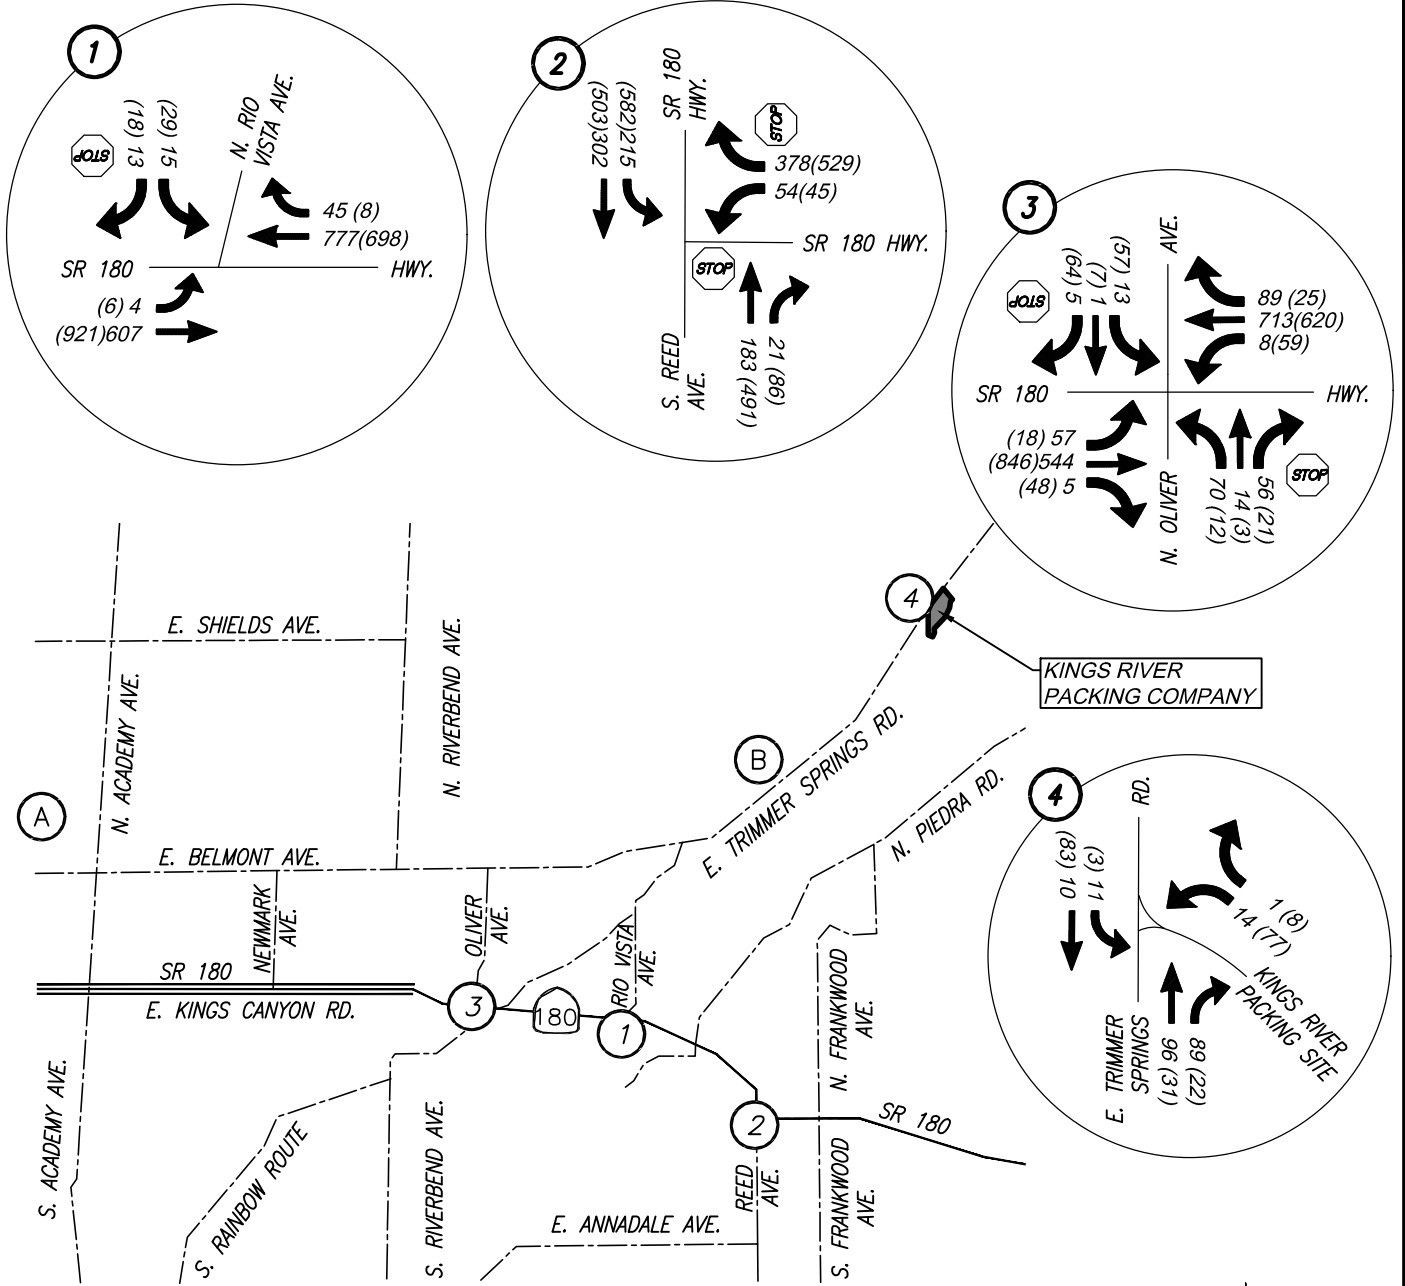 1
(18) 13
(29) 15
STOP
N. RIO
VISTA AVE.
45 (8)
777(698)
SR 180
HWY.
(6) 4
(921)607
2
(503)302
(582)215
SR 180
HWY.
STOP
378(529)
54(45)
SR 180 HWY.
STOP
S. REED
AVE.
183 (491)
21 (86)
3
(64) 5
(7) 1
(57) 13
STOP
AVE.
89 (25)
713(620)
8(59)
SR 180
HWY.
(18) 57
(846)544
(48) 5
N. OLIVER
70 (12)
14 (3)
56 (21)
STOP
4
KINGS RIVER
PACKING COMPANY
E. SHIELDS AVE.
N. ACADEMY AVE.
N. RIVERBEND AVE.
A
B
E. TRIMMER SPRINGS RD.
N. PIEDRA RD.
E. BELMONT AVE.
NEWMARK
AVE.
OLIVER
AVE.
RIO VISTA
AVE.
SR 180
E. KINGS CANYON RD.
3
180
1
N. FRANKWOOD
AVE.
2
SR 180
S. ACADEMY AVE.
S. RAINBOW ROUTE
S. RIVERBEND AVE.
E. ANNADALE AVE.
REED
AVE.
S. FRANKWOOD
AVE.
4
(83) 10
(3) 11
RD.
1 (8)
14 (77)
KINGS RIVER
PACKING SITE
E. TRIMMER
SPRINGS
96 (31)
89 (22)